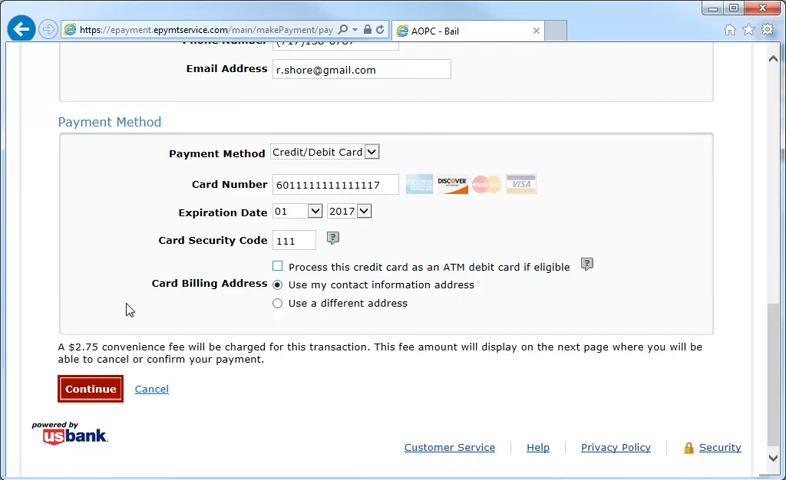 https://epayment.epymtservice.com/main/makePayment/pay
AOPC - Bail
Email Address r.shore@gmail.com
Payment Method
Payment Method Credit/Debit Card
Card Number 6011111111111117 DISCOVER VISA
Expiration Date 01 2017
Card Security Code 111 ?
Process this credit card as an ATM debit card if eligible ?
Card Billing Address Use my contact information address
Use a different address
A $2.75 convenience fee will be charged for this transaction. This fee amount will display on the next page where you will be
able to cancel or confirm your payment.
Continue Cancel
powered by
usbank.
Customer Service Help Privacy Policy Security